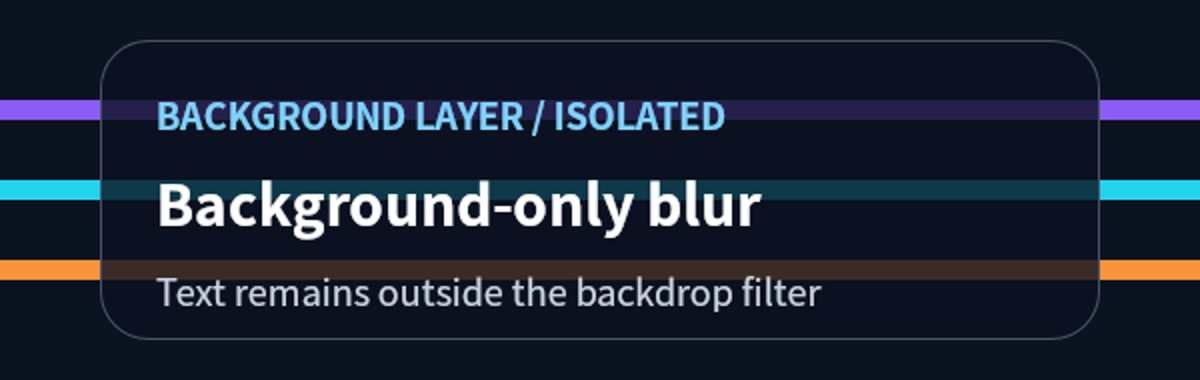 BACKGROUND LAYER / ISOLATED
Background-only blur
Text remains outside the backdrop filter